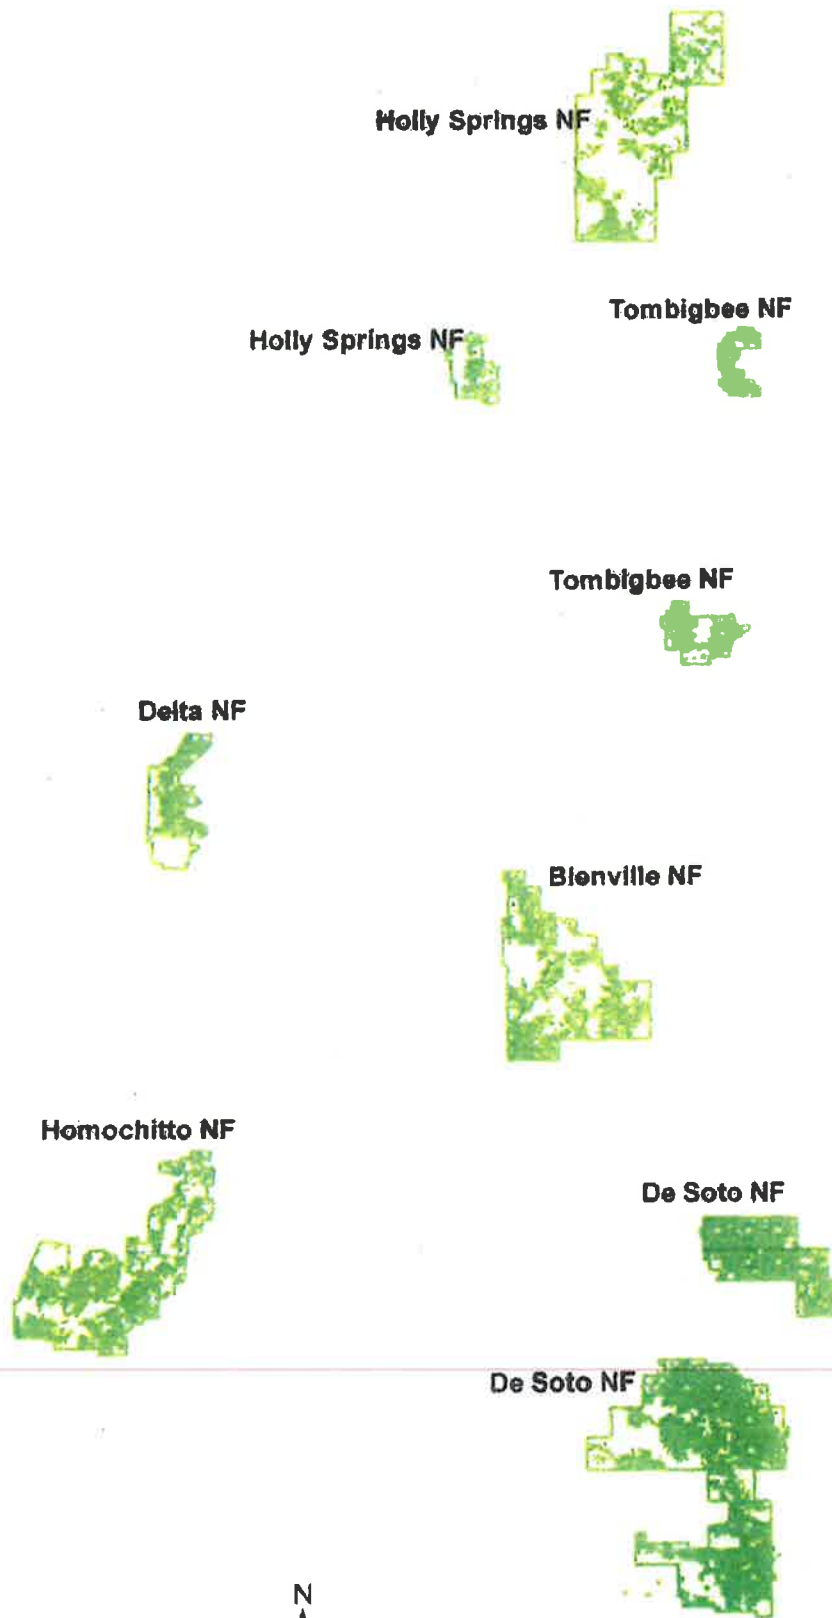 Holly Springs NF
Tombigbee NF
Holly Springs NF
Tombigbee NF
Delta NF
Bienville NF
Homochitto NF
De Soto NF
De Soto NF
N